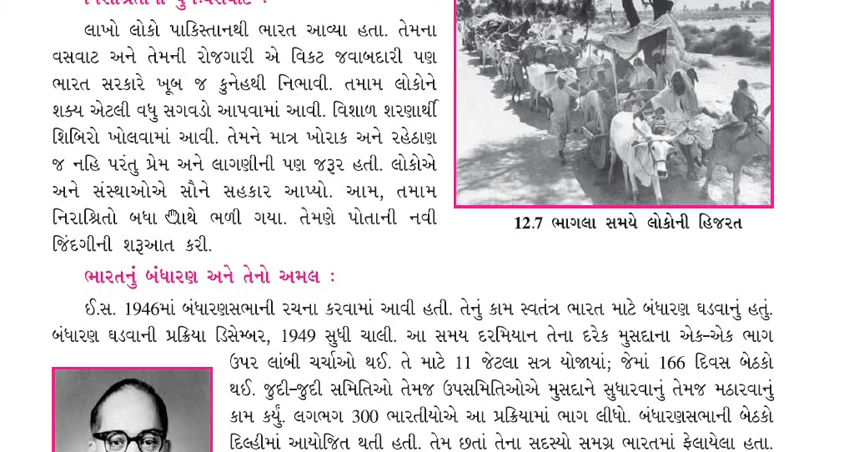 લાખો લોકો પાકિસ્તાનથી ભારત આવ્યા હતા. તેમના
વસવાટ અને તેમની રોજગારી એ વિકટ જવાબદારી પણ
ભારત સરકારે ખૂબ જ કુનેહથી નિભાવી. તમામ લોકોને
શક્ય એટલી વધુ સગવડો આપવામાં આવી. વિશાળ શરણાર્થી
શિબિરો ખોલવામાં આવી. તેમને માત્ર ખોરાક અને રહેઠાણ
જ નહિ પરંતુ પ્રેમ અને લાગણીની પણ જરૂર હતી. લોકોએ
અને સંસ્થાઓએ સૌને સહકાર આપ્યો. આમ, તમામ
નિરાશ્રિતો બધા સાથે ભળી ગયા. તેમણે પોતાની નવી
જિંદગીની શરૂઆત કરી.
12.7 ભાગલા સમયે લોકોની હિજરત
ભારતનું બંધારણ અને તેનો અમલ :
ઈ.સ. 1946માં બંધારણસભાની રચના કરવામાં આવી હતી. તેનું કામ સ્વતંત્ર ભારત માટે બંધારણ ઘડવાનું હતું.
બંધારણ ઘડવાની પ્રક્રિયા ડિસેમ્બર, 1949 સુધી ચાલી. આ સમય દરમિયાન તેના દરેક મુસદાના એક-એક ભાગ
ઉપર લાંબી ચર્ચાઓ થઈ. તે માટે 11 જેટલા સત્ર યોજાયાં; જેમાં 166 દિવસ બેઠકો
થઈ. જુદી-જુદી સમિતિઓ તેમજ ઉપસમિતિઓએ મુસદાને સુધારવાનું તેમજ મઠારવાનું
કામ કર્યું. લગભગ 300 ભારતીયોએ આ પ્રક્રિયામાં ભાગ લીધો. બંધારણસભાની બેઠકો
દિલ્હીમાં આયોજિત થતી હતી. તેમ છતાં તેના સદસ્યો સમગ્ર ભારતમાં ફેલાયેલા હતા.